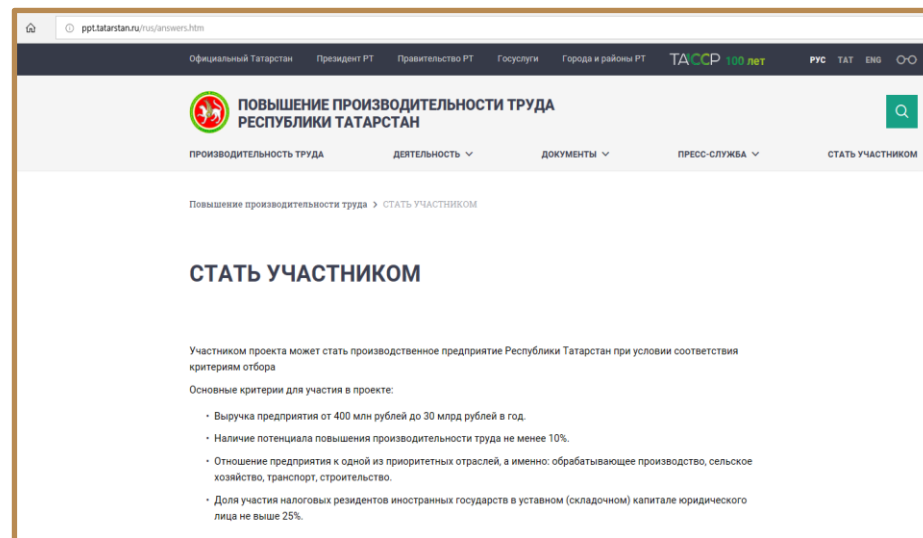 ppt.tatarstan.ru/rus/answers.htm
Официальный Татарстан Президент РТ Правительство РТ Госуслуги Города и районы РТ ТАССР 100 лет РУС ТАТ ENG
ПОВЫШЕНИЕ ПРОИЗВОДИТЕЛЬНОСТИ ТРУДА
РЕСПУБЛИКИ ТАТАРСТАН
ПРОИЗВОДИТЕЛЬНОСТЬ ТРУДА ДЕЯТЕЛЬНОСТЬ ДОКУМЕНТЫ ПРЕСС-СЛУЖБА СТАТЬ УЧАСТНИКОМ
Повышение производительности труда > СТАТЬ УЧАСТНИКОМ
СТАТЬ УЧАСТНИКОМ
Участником проекта может стать производственное предприятие Республики Татарстан при условии соответствия
критериям отбора
Основные критерии для участия в проекте:
• Выручка предприятия от 400 млн рублей до 30 млрд рублей в год.
• Наличие потенциала повышения производительности труда не менее 10%.
• Отношение предприятия к одной из приоритетных отраслей, а именно: обрабатывающее производство, сельское
хозяйство, транспорт, строительство.
• Доля участия налоговых резидентов иностранных государств в уставном (складочном) капитале юридического
лица не выше 25%.